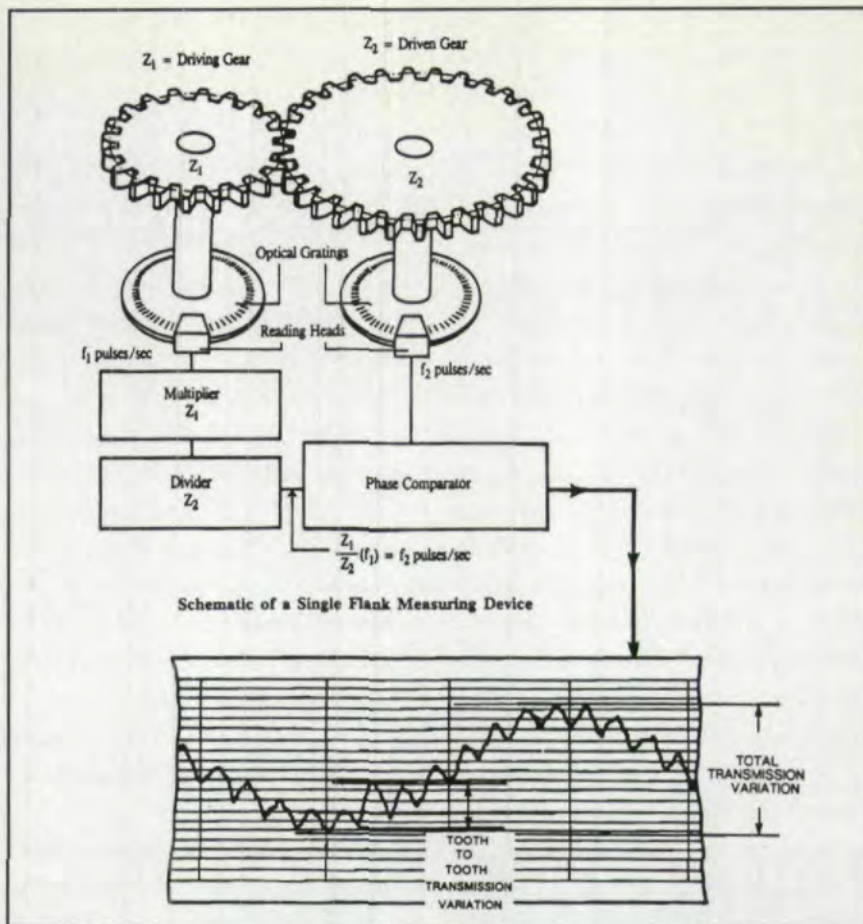 Z₂ = Driven Gear
Z₁ = Driving Gear
Z₁
Z₂
Optical Gratings
Reading Heads
f₁ pulses/sec
f₂ pulses/sec
Multiplier
Z₁
Divider
Z₂
Phase Comparator
Z₁/Z₂(f₁) = f₂ pulses/sec
Schematic of a Single Flank Measuring Device
TOTAL
TRANSMISSION
VARIATION
TOOTH
TO
TOOTH
TRANSMISSION
VARIATION